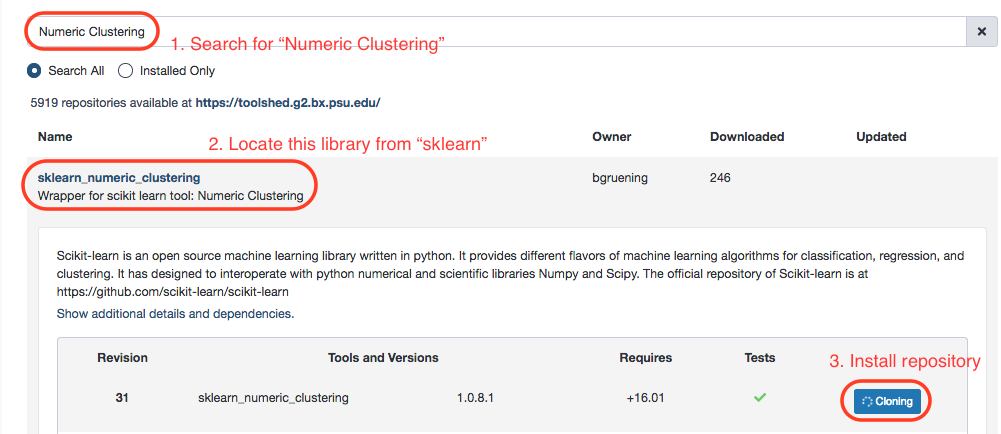 Numeric Clustering
1. Search for “Numeric Clustering”
Search All Installed Only
5919 repositories available at https://toolshed.g2.bx.psu.edu/
2. Locate this library from “sklearn”
Name Owner Downloaded Updated
sklearn_numeric_clustering bgruening 246
Wrapper for scikit learn tool: Numeric Clustering
Scikit-learn is an open source machine learning library written in python. It provides different flavors of machine learning algorithms for classification, regression, and
clustering. It has designed to interoperate with python numerical and scientific libraries Numpy and Scipy. The official repository of Scikit-learn is at
https://github.com/scikit-learn/scikit-learn
Show additional details and dependencies.
Revision Tools and Versions Requires Tests
3. Install repository
31 sklearn_numeric_clustering 1.0.8.1 +16.01 Cloning